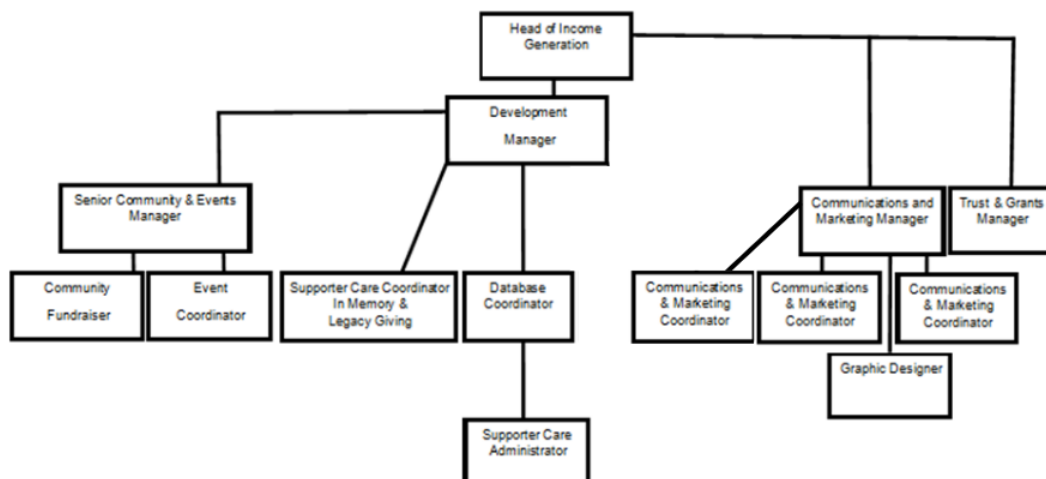 Head of Income
Generation
Development
Manager
Senior Community & Events
Manager
Communications and
Marketing Manager
Trust & Grants
Manager
Community
Fundraiser
Event
Coordinator
Supporter Care Coordinator
In Memory &
Legacy Giving
Database
Coordinator
Communications
& Marketing
Coordinator
Communications
& Marketing
Coordinator
Communications
& Marketing
Coordinator
Graphic Designer
Supporter Care
Administrator